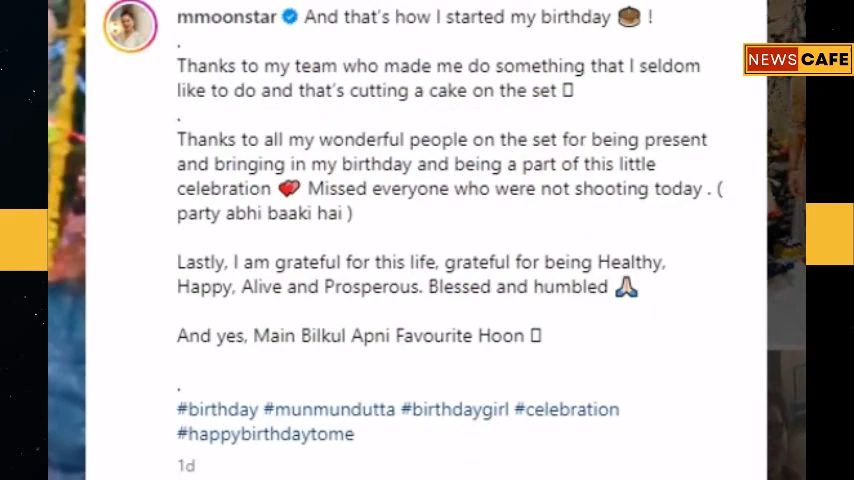 mmoonstar And that's how I started my birthday 🎂 !
.
Thanks to my team who made me do something that I seldom
like to do and that's cutting a cake on the set
.
Thanks to all my wonderful people on the set for being present
and bringing in my birthday and being a part of this little
celebration 💕 Missed everyone who were not shooting today . (
party abhi baaki hai )
Lastly, I am grateful for this life, grateful for being Healthy,
Happy, Alive and Prosperous. Blessed and humbled 🙏🏻
And yes, Main Bilkul Apni Favourite Hoon
.
#birthday #munmundutta #birthdaygirl #celebration
#happybirthdaytome
1d
NEWS CAFE